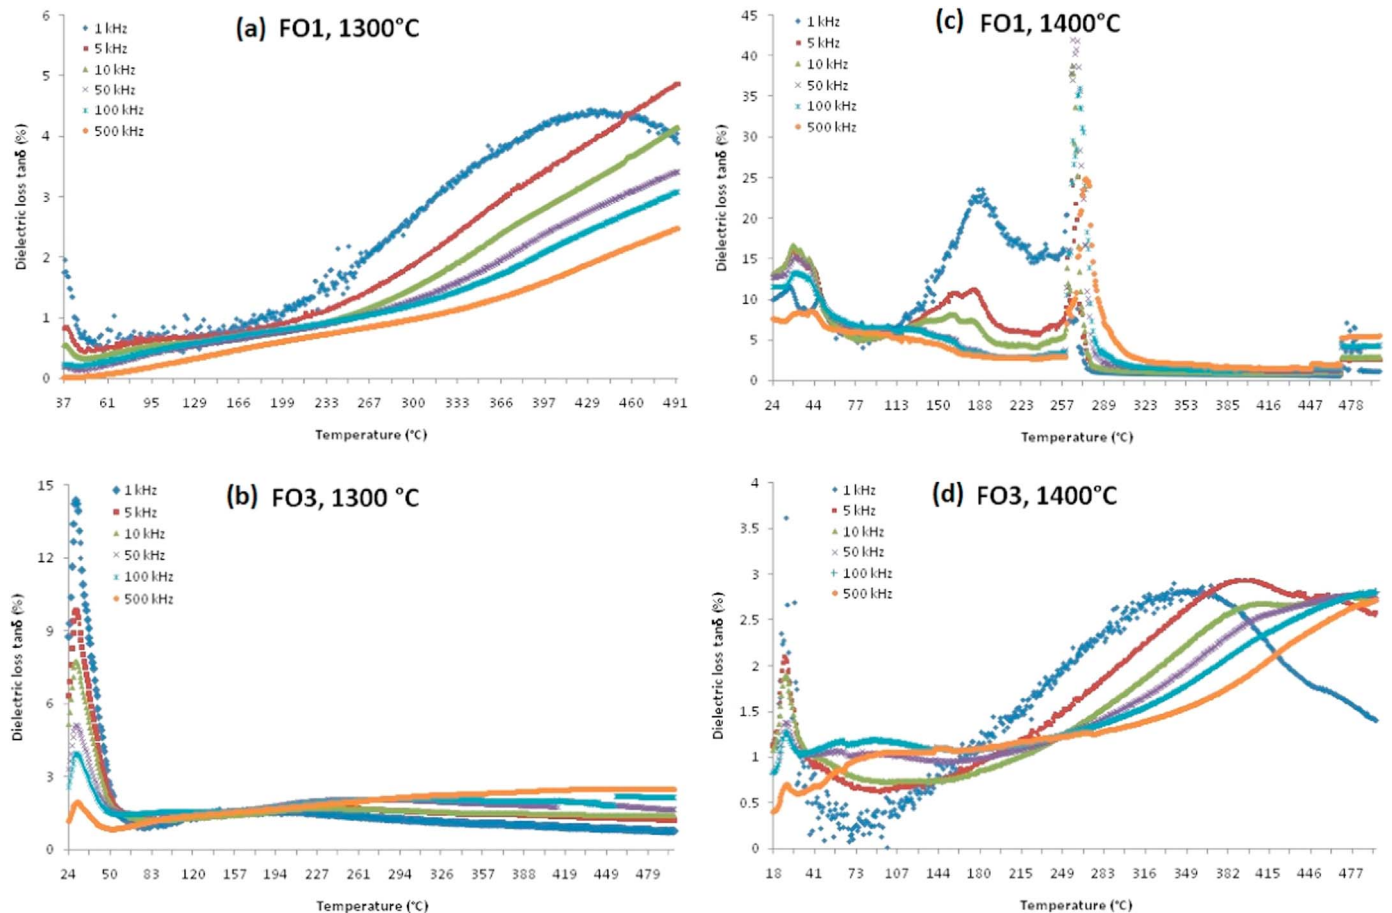 (a) FO1, 1300°C
1 kHz
5 kHz
10 kHz
50 kHz
100 kHz
500 kHz
Dielectric loss tanδ (%)
6
5
4
3
2
1
0
37 61 95 129 166 199 233 267 300 333 366 397 429 460 491
Temperature (°C)
(c) FO1, 1400°C
1 kHz
5 kHz
10 kHz
50 kHz
100 kHz
500 kHz
Dielectric loss tanδ (%)
45
40
35
30
25
20
15
10
5
0
24 44 77 113 150 188 223 257 289 323 353 385 416 447 478
Temperature (°C)
(b) FO3, 1300 °C
1 kHz
5 kHz
10 kHz
50 kHz
100 kHz
500 kHz
Dielectric loss tanδ (%)
15
12
9
6
3
0
24 50 83 120 157 192 226 260 294 326 357 388 419 449 479
Temperature (°C)
(d) FO3, 1400°C
1 kHz
5 kHz
10 kHz
50 kHz
100 kHz
500 kHz
Dielectric loss tanδ (%)
4
3.5
3
2.5
2
1.5
1
0.5
0
18 41 73 107 144 180 215 249 283 316 349 382 415 447 477
Temperature (°C)